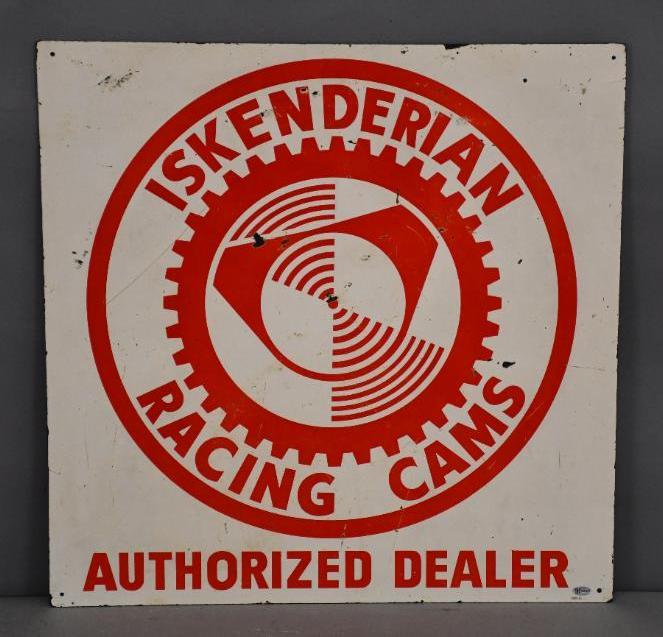 ISKENDERIAN
RACING CAMS
AUTHORIZED DEALER